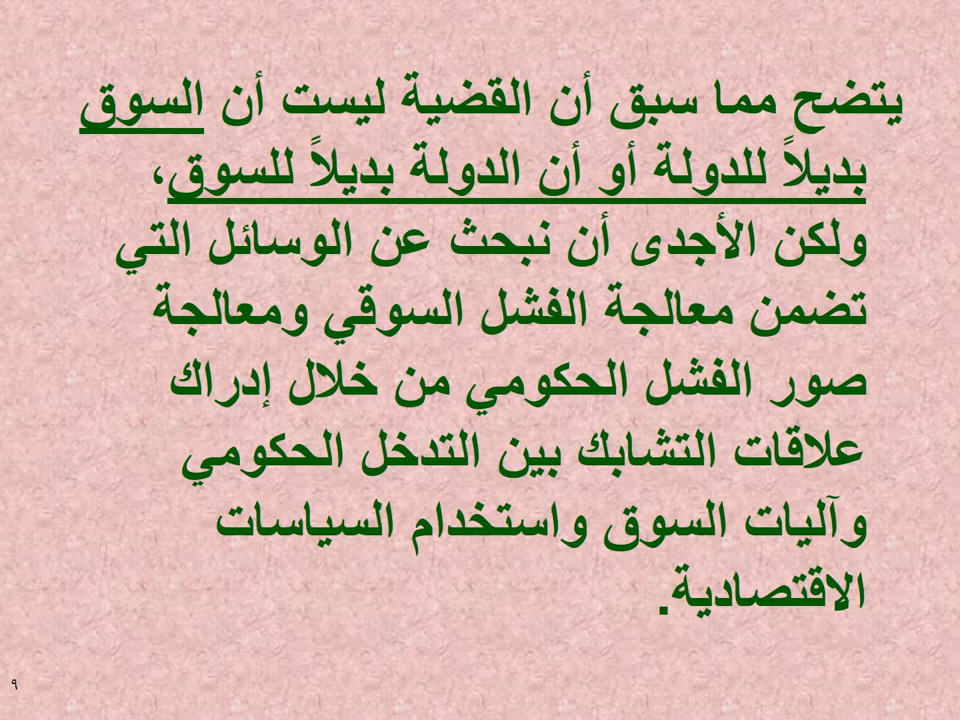 يتضح مما سبق أن القضية ليست أن السوق
بديلاً للدولة أو أن الدولة بديلاً للسوق،
ولكن الأجدى أن نبحث عن الوسائل التي
تضمن معالجة الفشل السوقي ومعالجة
صور الفشل الحكومي من خلال إدراك
علاقات التشابك بين التدخل الحكومي
وآليات السوق واستخدام السياسات
الاقتصادية.
٩